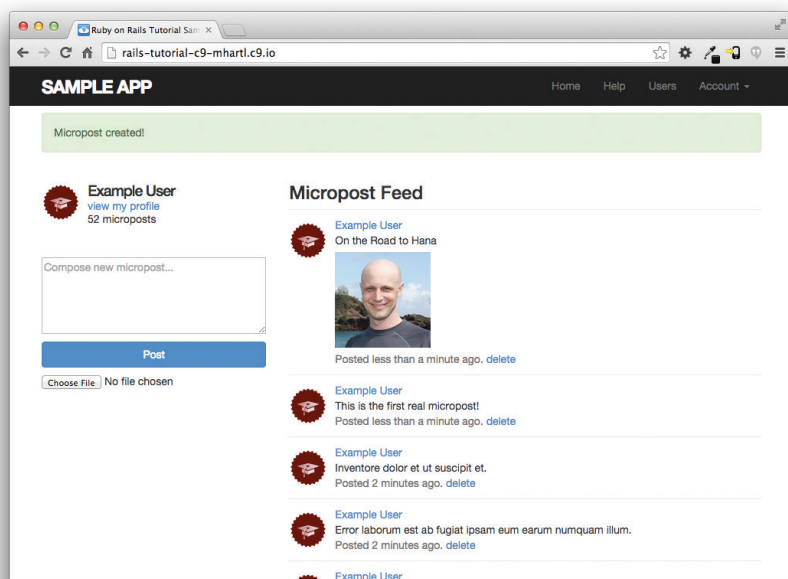 Ruby on Rails Tutorial Sam
rails-tutorial-c9-mhartl.c9.io
SAMPLE APP
Home Help Users Account
Micropost created!
Example User
view my profile
52 microposts
Compose new micropost...
Post
Choose File No file chosen
Micropost Feed
Example User
On the Road to Hana
Posted less than a minute ago. delete
Example User
This is the first real micropost!
Posted less than a minute ago. delete
Example User
Inventore dolor et ut suscipit et.
Posted 2 minutes ago. delete
Example User
Error laborum est ab fugiat ipsam eum earum numquam illum.
Posted 2 minutes ago. delete
Example User